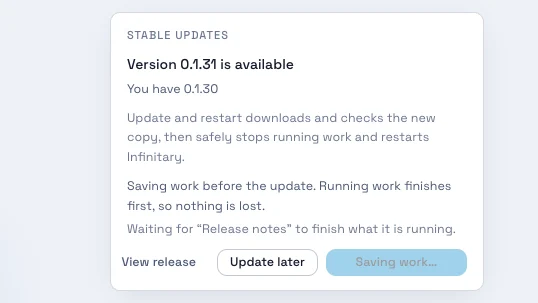 STABLE UPDATES
Version 0.1.31 is available
You have 0.1.30
Update and restart downloads and checks the new
copy, then safely stops running work and restarts
Infinitary.
Saving work before the update. Running work finishes
first, so nothing is lost.
Waiting for “Release notes” to finish what it is running.
View release
Update later
Saving work…